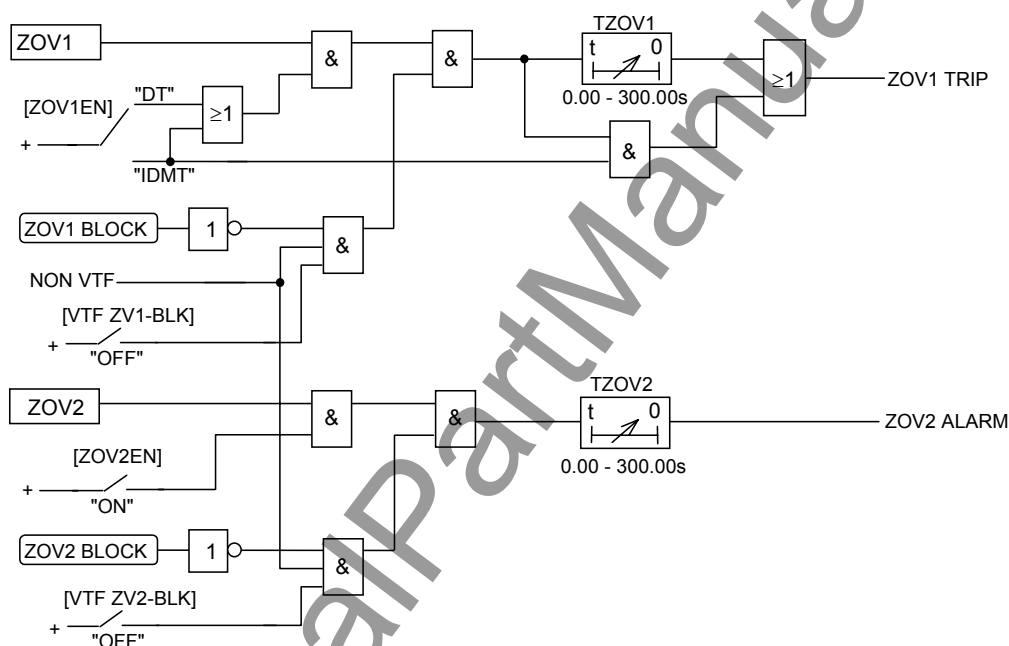 TZOV1
ZOV1
&
&
t 0
≥1
ZOV1 TRIP
0.00 - 300.00s
[ZOV1EN]
"DT"
≥1
+
&
"IDMT"
ZOV1 BLOCK
1
&
NON VTF
[VTF ZV1-BLK]
+
"OFF"
TZOV2
ZOV2
&
&
t 0
ZOV2 ALARM
0.00 - 300.00s
[ZOV2EN]
+
"ON"
ZOV2 BLOCK
1
&
[VTF ZV2-BLK]
+
"OFF"
alPartManua